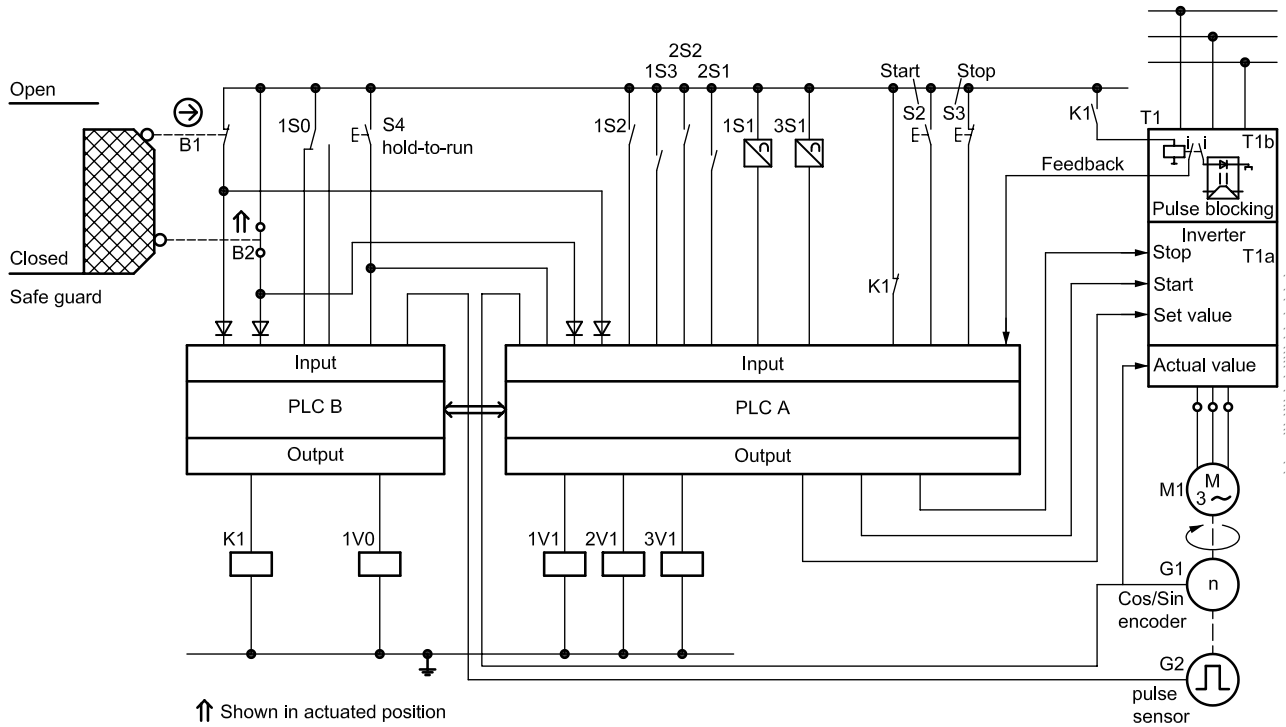 Open
Closed
Safe guard
B1
B2
1S0
S4
hold-to-run
1S2
1S3
2S2
2S1
1S1
3S1
K1
Start
S2
Stop
S3
K1
T1
T1b
Feedback
Pulse blocking
Inverter
T1a
Stop
Start
Set value
Actual value
Input
PLC B
Output
Input
PLC A
Output
K1
1V0
1V1
2V1
3V1
M1
M
3 ~
G1
n
Cos/Sin
encoder
G2
pulse
sensor
⇑ Shown in actuated position